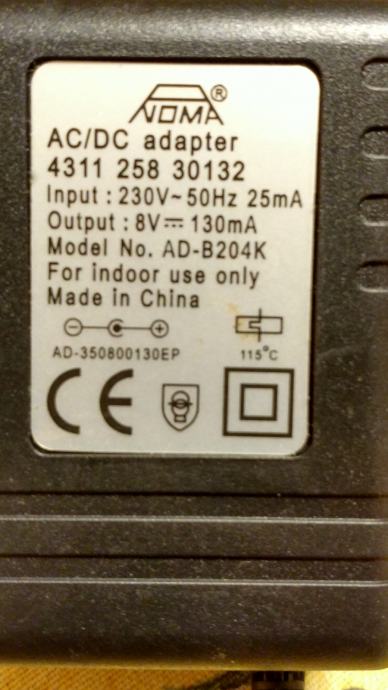 NOMA®
AC/DC adapter
4311 258 30132
Input : 230V~50Hz 25mA
Output : 8V⎓130mA
Model No. AD-B204K
For indoor use only
Made in China
AD-350800130EP
115°C
CE